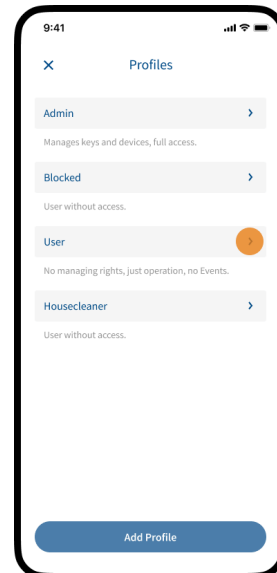 9:41
Profiles
Admin
Manages keys and devices, full access.
Blocked
User without access.
User
No managing rights, just operation, no Events.
Housecleaner
User without access.
Add Profile